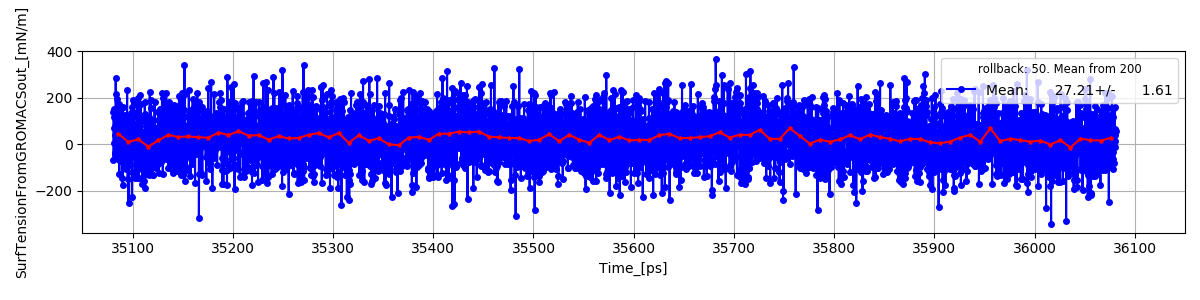 SurfTensionFromGROMACSout_[mN/m]
400
200
0
−200
rollback: 50. Mean from 200
Mean: 27.21+/- 1.61
35100 35200 35300 35400 35500 35600 35700 35800 35900 36000 36100
Time_[ps]